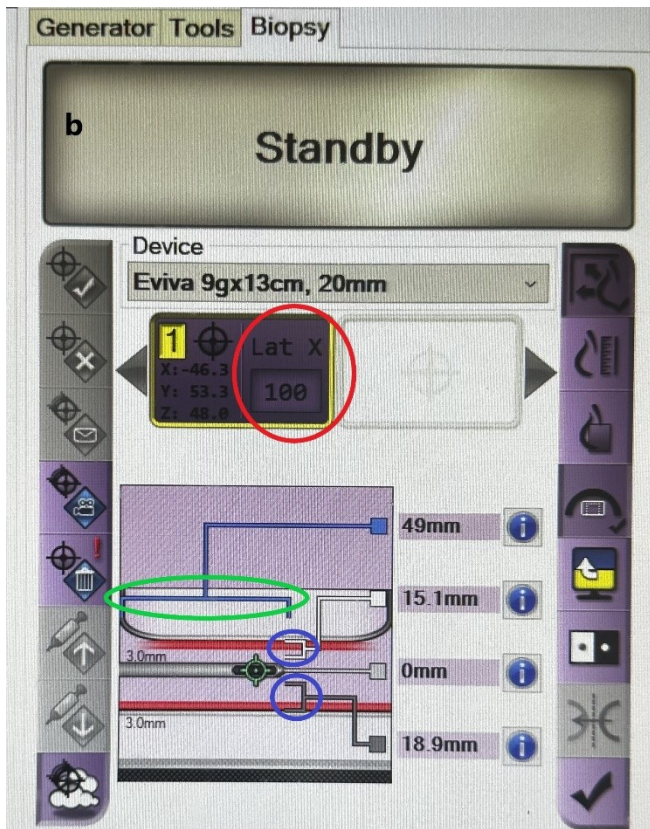 Generator Tools Biopsy
b
Standby
Device
Eviva 9gx13cm, 20mm
1
Lat X
X:-46.3
Y: 53.3
Z: 48.0
100
49mm
15.1mm
3.0mm
0mm
3.0mm
18.9mm